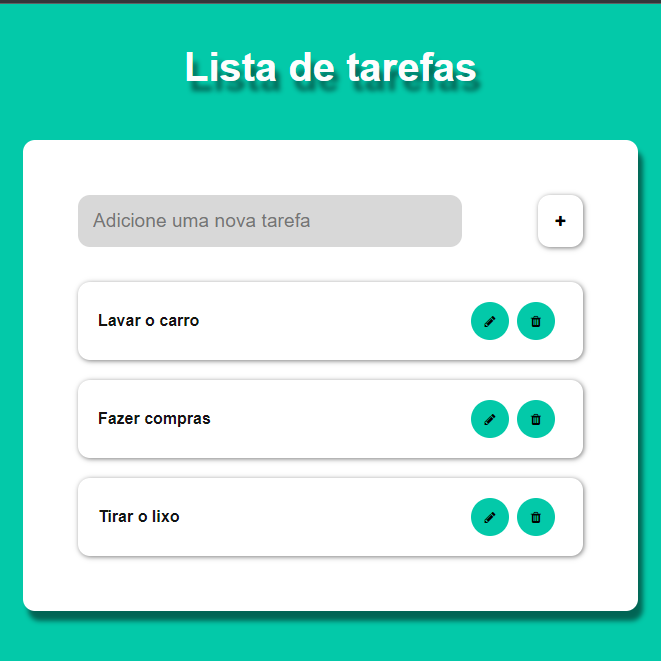 Lista de tarefas
Adicione uma nova tarefa
+
Lavar o carro
Fazer compras
Tirar o lixo